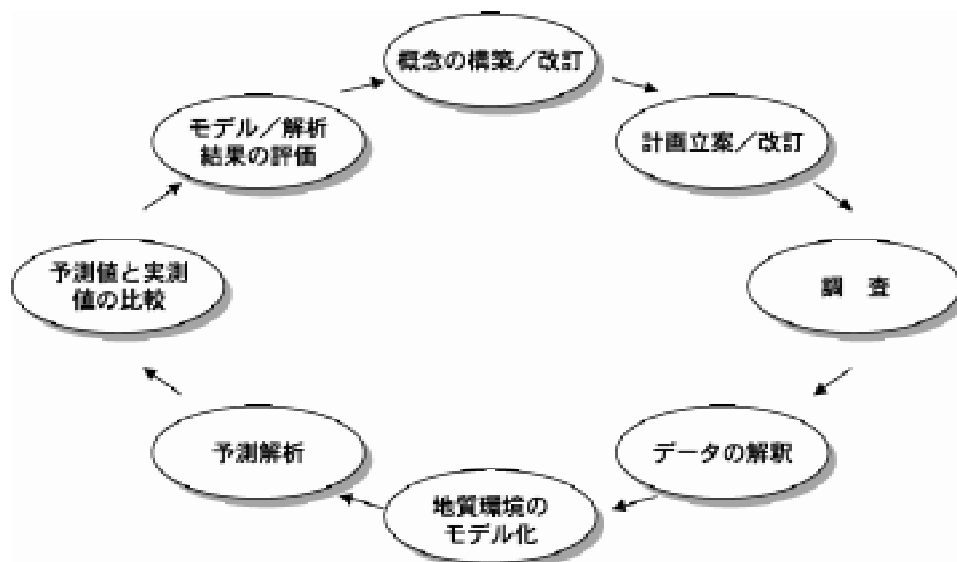 概念の構築／改訂
モデル／解析
結果の評価
計画立案／改訂
予測値と実測
値の比較
調　査
予測解析
データの解釈
地質環境の
モデル化